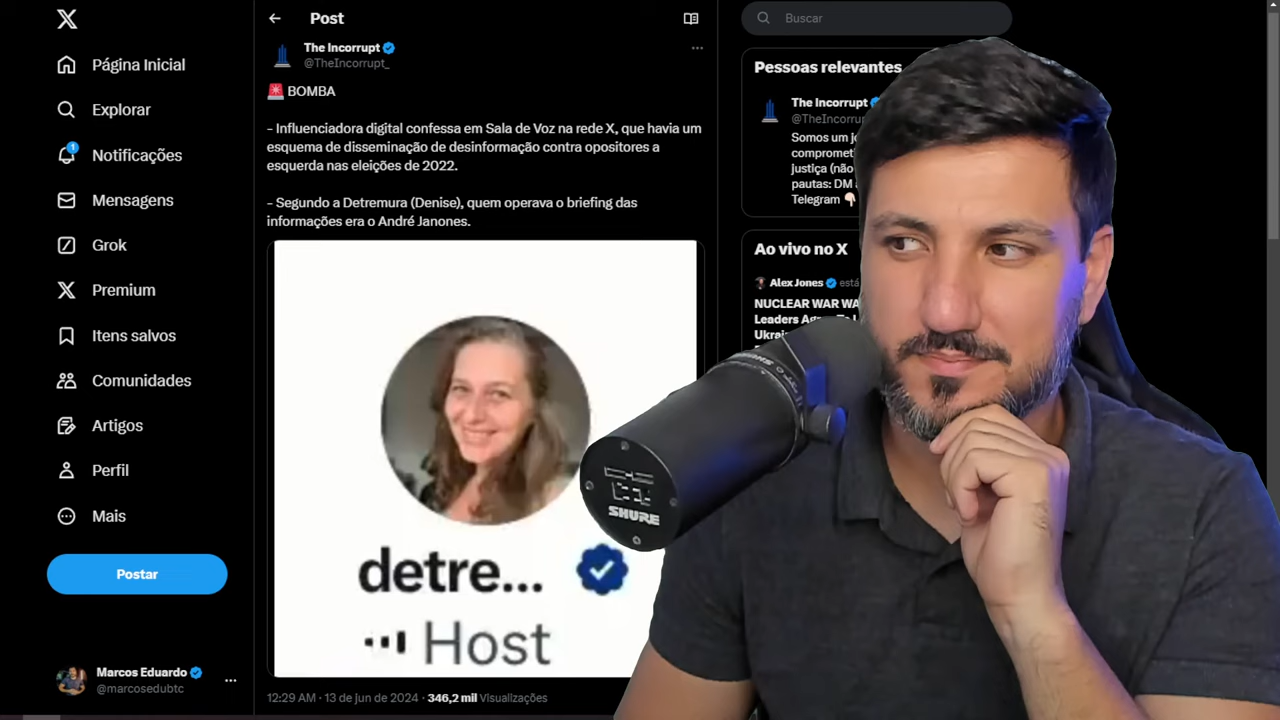 Página Inicial
Explorar
1
Notificações
Mensagens
Grok
Premium
Itens salvos
Comunidades
Artigos
Perfil
Mais
Postar
Marcos Eduardo
@marcosedubtc
Post
The Incorrupt
@TheIncorrupt_
BOMBA
- Influenciadora digital confessa em Sala de Voz na rede X, que havia um
esquema de disseminação de desinformação contra opositores a
esquerda nas eleições de 2022.
- Segundo a Detremura (Denise), quem operava o briefing das
informações era o André Janones.
detre...
Host
12:29 AM · 13 de jun de 2024 · 346,2 mil Visualizações
Buscar
Pessoas relevantes
The Incorrupt
@TheIncorru
Somos um
compromet
justiça (não
pautas: DM
Telegram
Ao vivo no X
Alex Jones está
NUCLEAR WAR WA
Leaders
Ukrai
SHURE